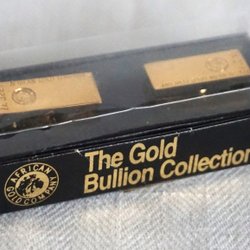 AFRICAN
GOLD COMPANY
The Gold
Bullion Collection